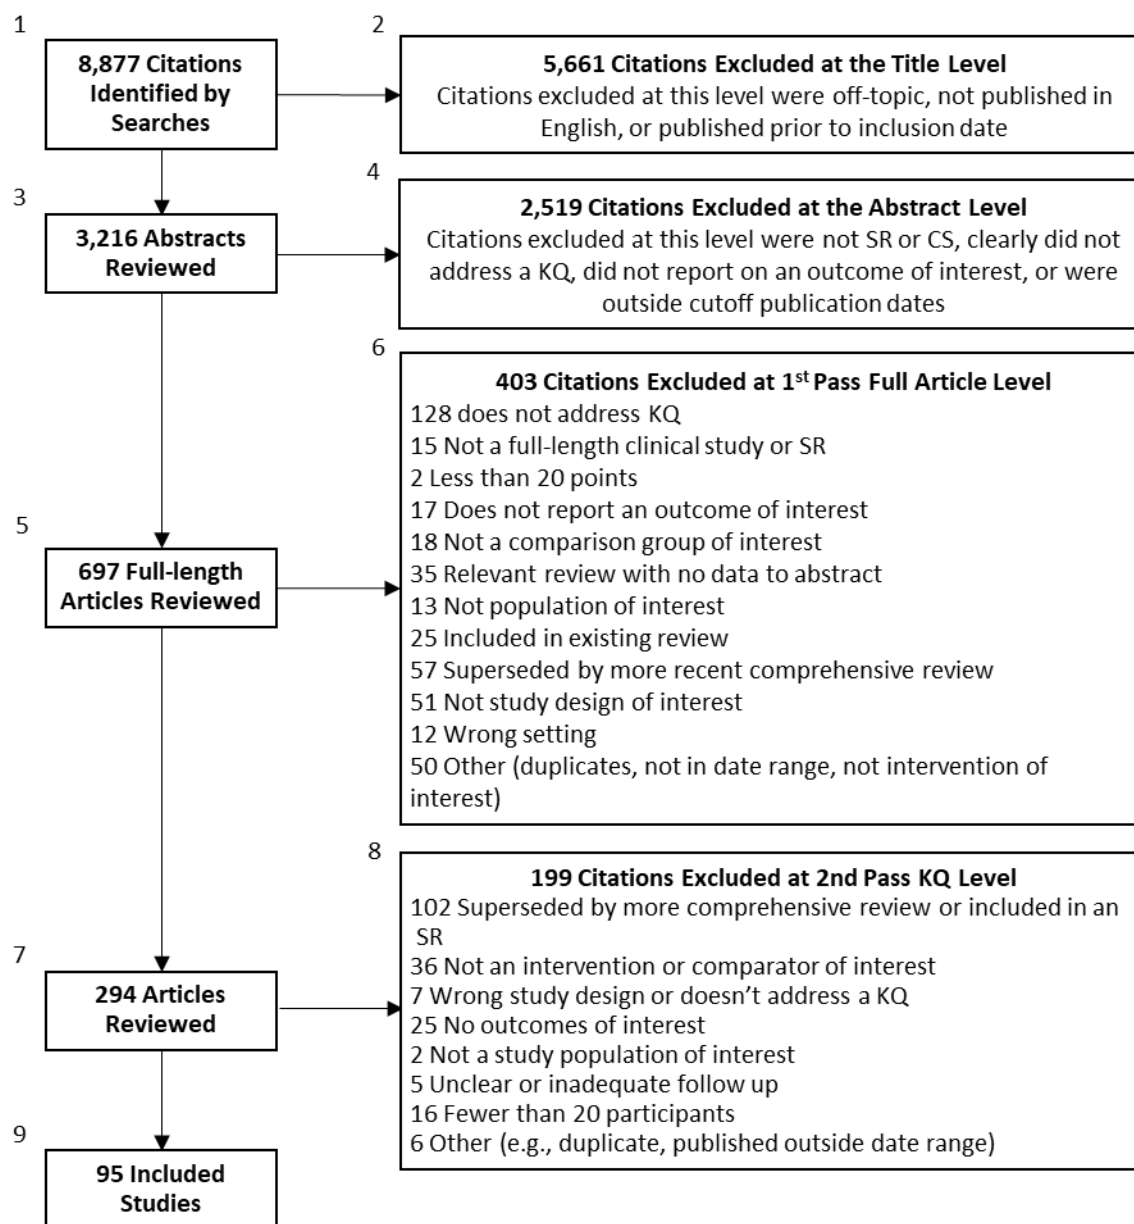 1
8,877 Citations
Identified by
Searches
2
5,661 Citations Excluded at the Title Level
Citations excluded at this level were off-topic, not published in
English, or published prior to inclusion date
3
3,216 Abstracts
Reviewed
4
2,519 Citations Excluded at the Abstract Level
Citations excluded at this level were not SR or CS, clearly did not
address a KQ, did not report on an outcome of interest, or were
outside cutoff publication dates
5
697 Full-length
Articles Reviewed
6
403 Citations Excluded at 1st Pass Full Article Level
128 does not address KQ
15 Not a full-length clinical study or SR
2 Less than 20 points
17 Does not report an outcome of interest
18 Not a comparison group of interest
35 Relevant review with no data to abstract
13 Not population of interest
25 Included in existing review
57 Superseded by more recent comprehensive review
51 Not study design of interest
12 Wrong setting
50 Other (duplicates, not in date range, not intervention of
interest)
7
294 Articles
Reviewed
8
199 Citations Excluded at 2nd Pass KQ Level
102 Superseded by more comprehensive review or included in an
SR
36 Not an intervention or comparator of interest
7 Wrong study design or doesn't address a KQ
25 No outcomes of interest
2 Not a study population of interest
5 Unclear or inadequate follow up
16 Fewer than 20 participants
6 Other (e.g., duplicate, published outside date range)
9
95 Included
Studies